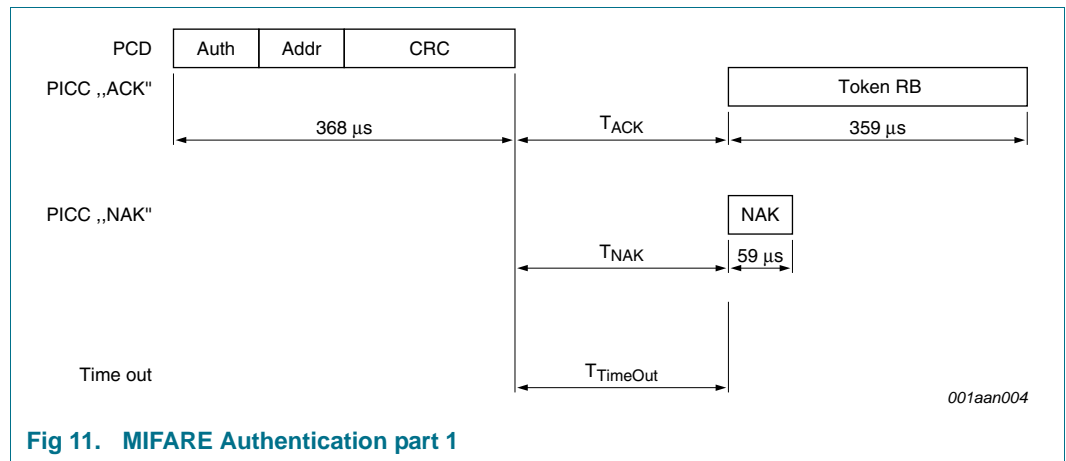 PCD Auth Addr CRC
PICC ,,ACK" Token RB
368 μs TACK 359 μs
PICC ,,NAK" NAK
TNAK 59 μs
Time out TTimeOut
001aan004
Fig 11. MIFARE Authentication part 1